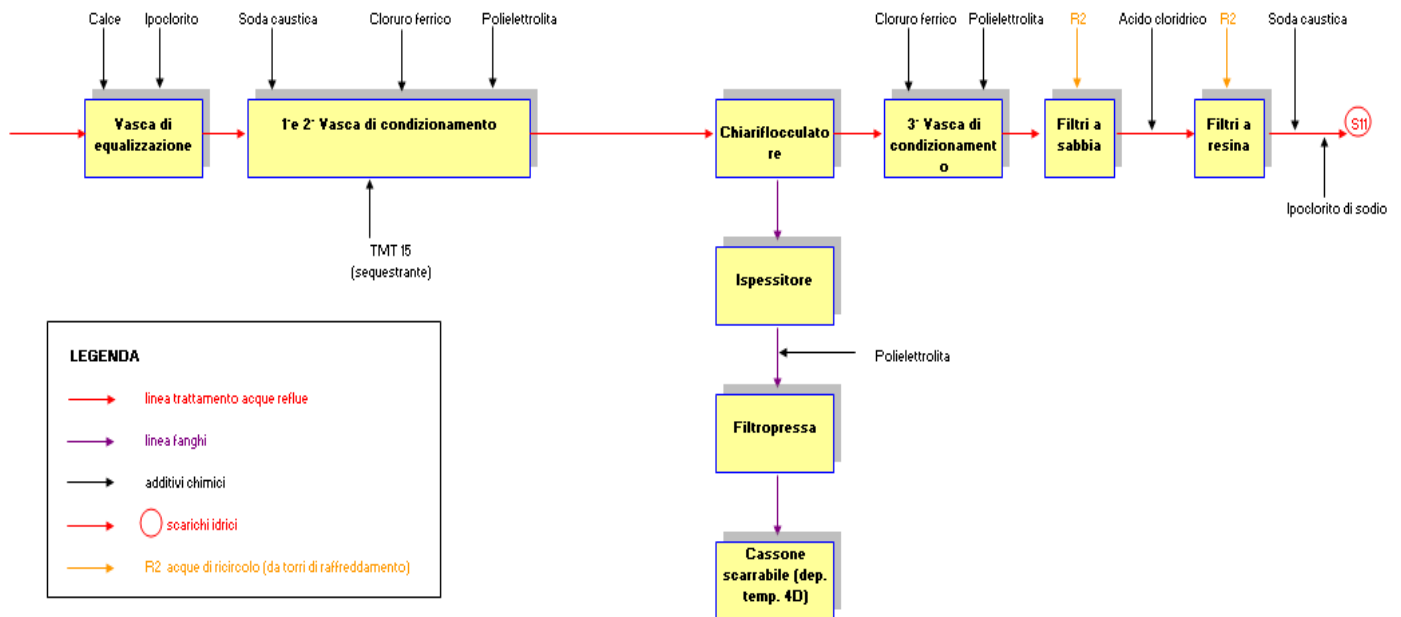 Calce
Ipoclorito
Soda caustica
Cloruro ferrico
Polielettrolita
Cloruro ferrico
Polielettrolita
R2
Acido cloridrico
R2
Soda caustica
Vasca di
equalizzazione
1ª e 2ª Vasca di condizionamento
Chiariflocculato
re
3ª Vasca di
condizionament
o
Filtri a
sabbia
Filtri a
resina
S11
Ipoclorito di sodio
TMT 15
(sequestrante)
Ispessitore
Polielettrolita
Filtropressa
Cassone
scarrabile (dep.
temp. 4D)
LEGENDA
linea trattamento acque reflue
linea fanghi
additivi chimici
scarichi idrici
R2 acque di ricircolo (da torri di raffreddamento)